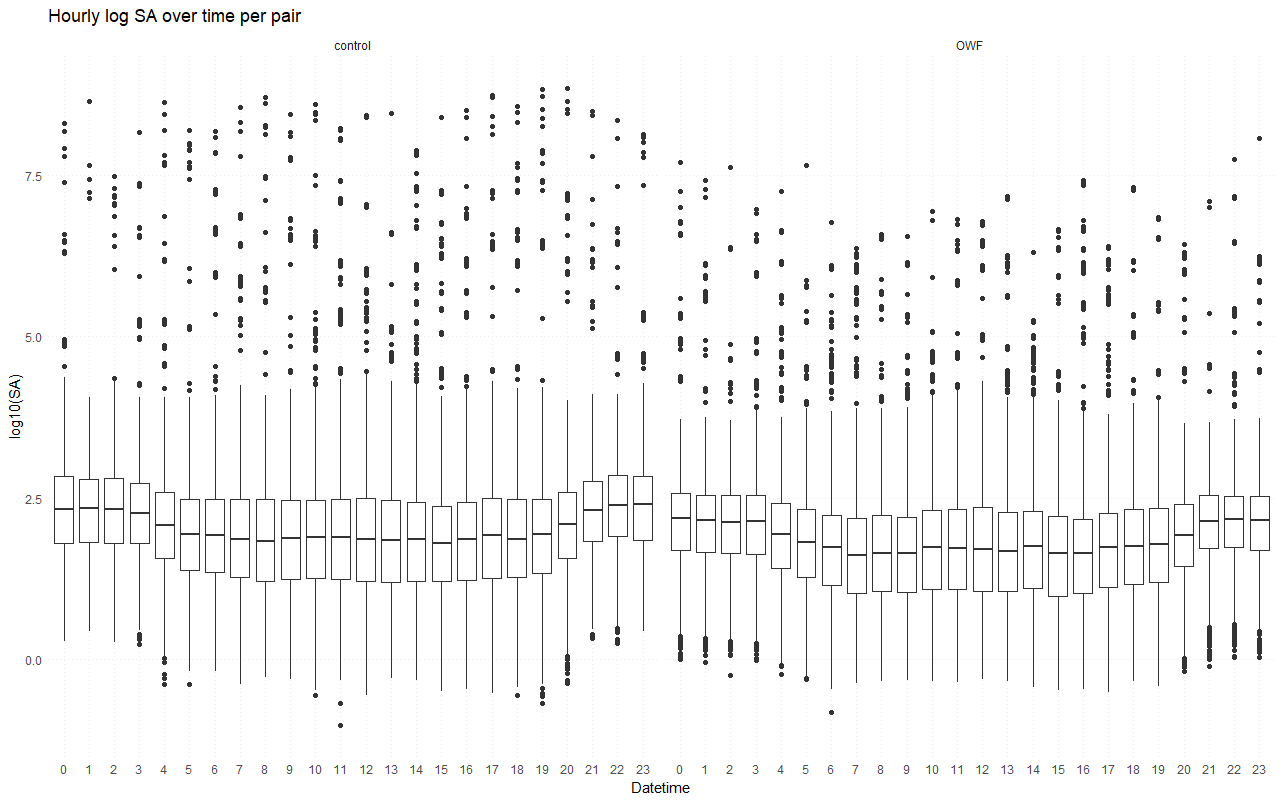 Hourly log SA over time per pair
control OWF
7.5
5.0
2.5
0.0
log10(SA)
0 1 2 3 4 5 6 7 8 9 10 11 12 13 14 15 16 17 18 19 20 21 22 23 0 1 2 3 4 5 6 7 8 9 10 11 12 13 14 15 16 17 18 19 20 21 22 23
Datetime